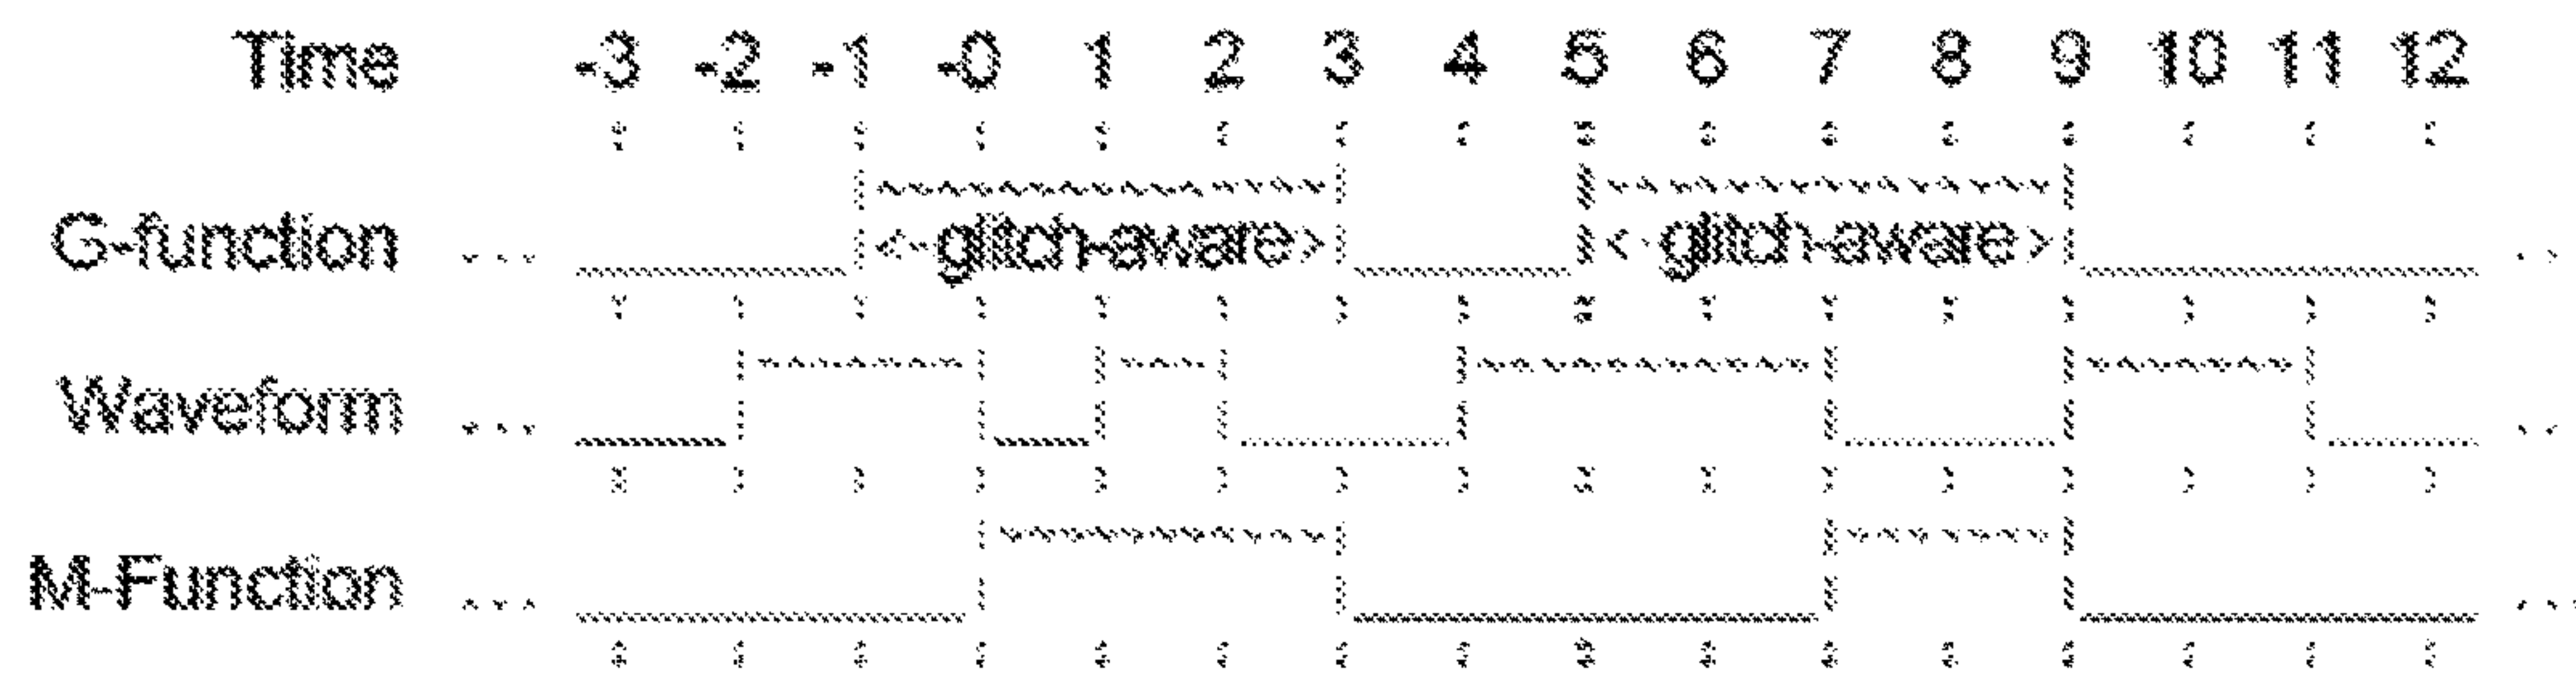 Time -3 -2 -1 -0 1 2 3 4 5 6 7 8 9 10 11 12
G-function ... <-glitch-aware> <-glitch-aware> ...
Waveform ... ...
M-Function ... ...